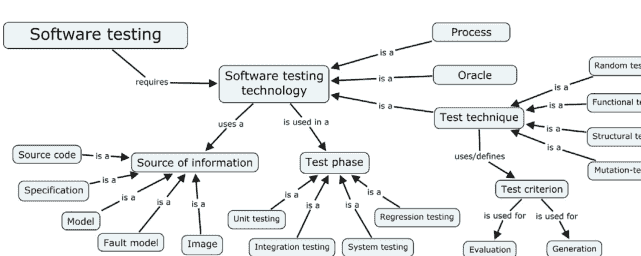 Software testing
Process
is a
requires
Software testing
technology
is a
Oracle
Random
is a
is a
is a
Functional
Test technique
uses a
is used in a
is a
Structural
Source code
is a
Source of information
Test phase
uses/defines
is a
Specification
is a
Test criterion
Model
is a
is a
is a
Unit testing
is a
is a
is a
is a
Regression testing
is used for
is used for
Fault model
Image
Integration testing
System testing
Evaluation
Generation